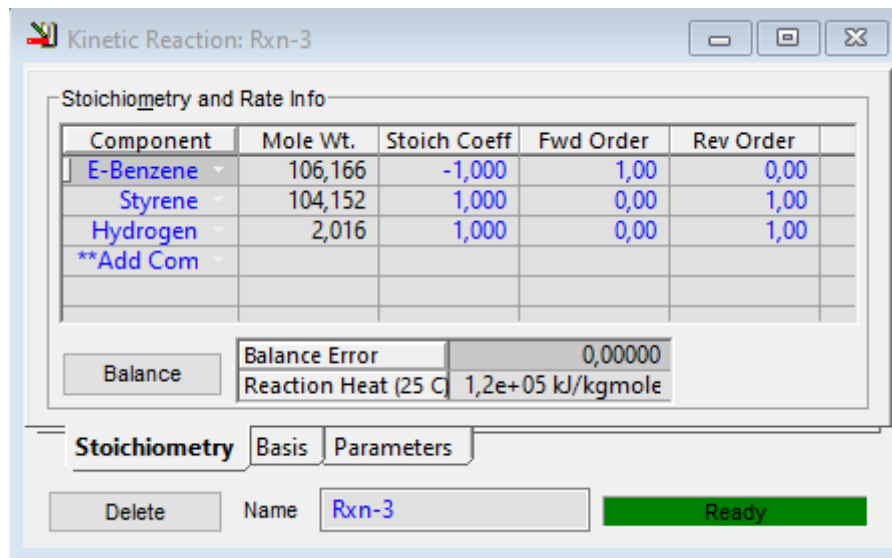 Kinetic Reaction: Rxn-3
Stoichiometry and Rate Info
Component Mole Wt. Stoich Coeff Fwd Order Rev Order
E-Benzene 106,166 -1,000 1,00 0,00
Styrene 104,152 1,000 0,00 1,00
Hydrogen 2,016 1,000 0,00 1,00
**Add Com
Balance
Balance Error 0,00000
Reaction Heat (25 C) 1,2e+05 kJ/kgmole
Stoichiometry Basis Parameters
Delete Name Rxn-3 Ready